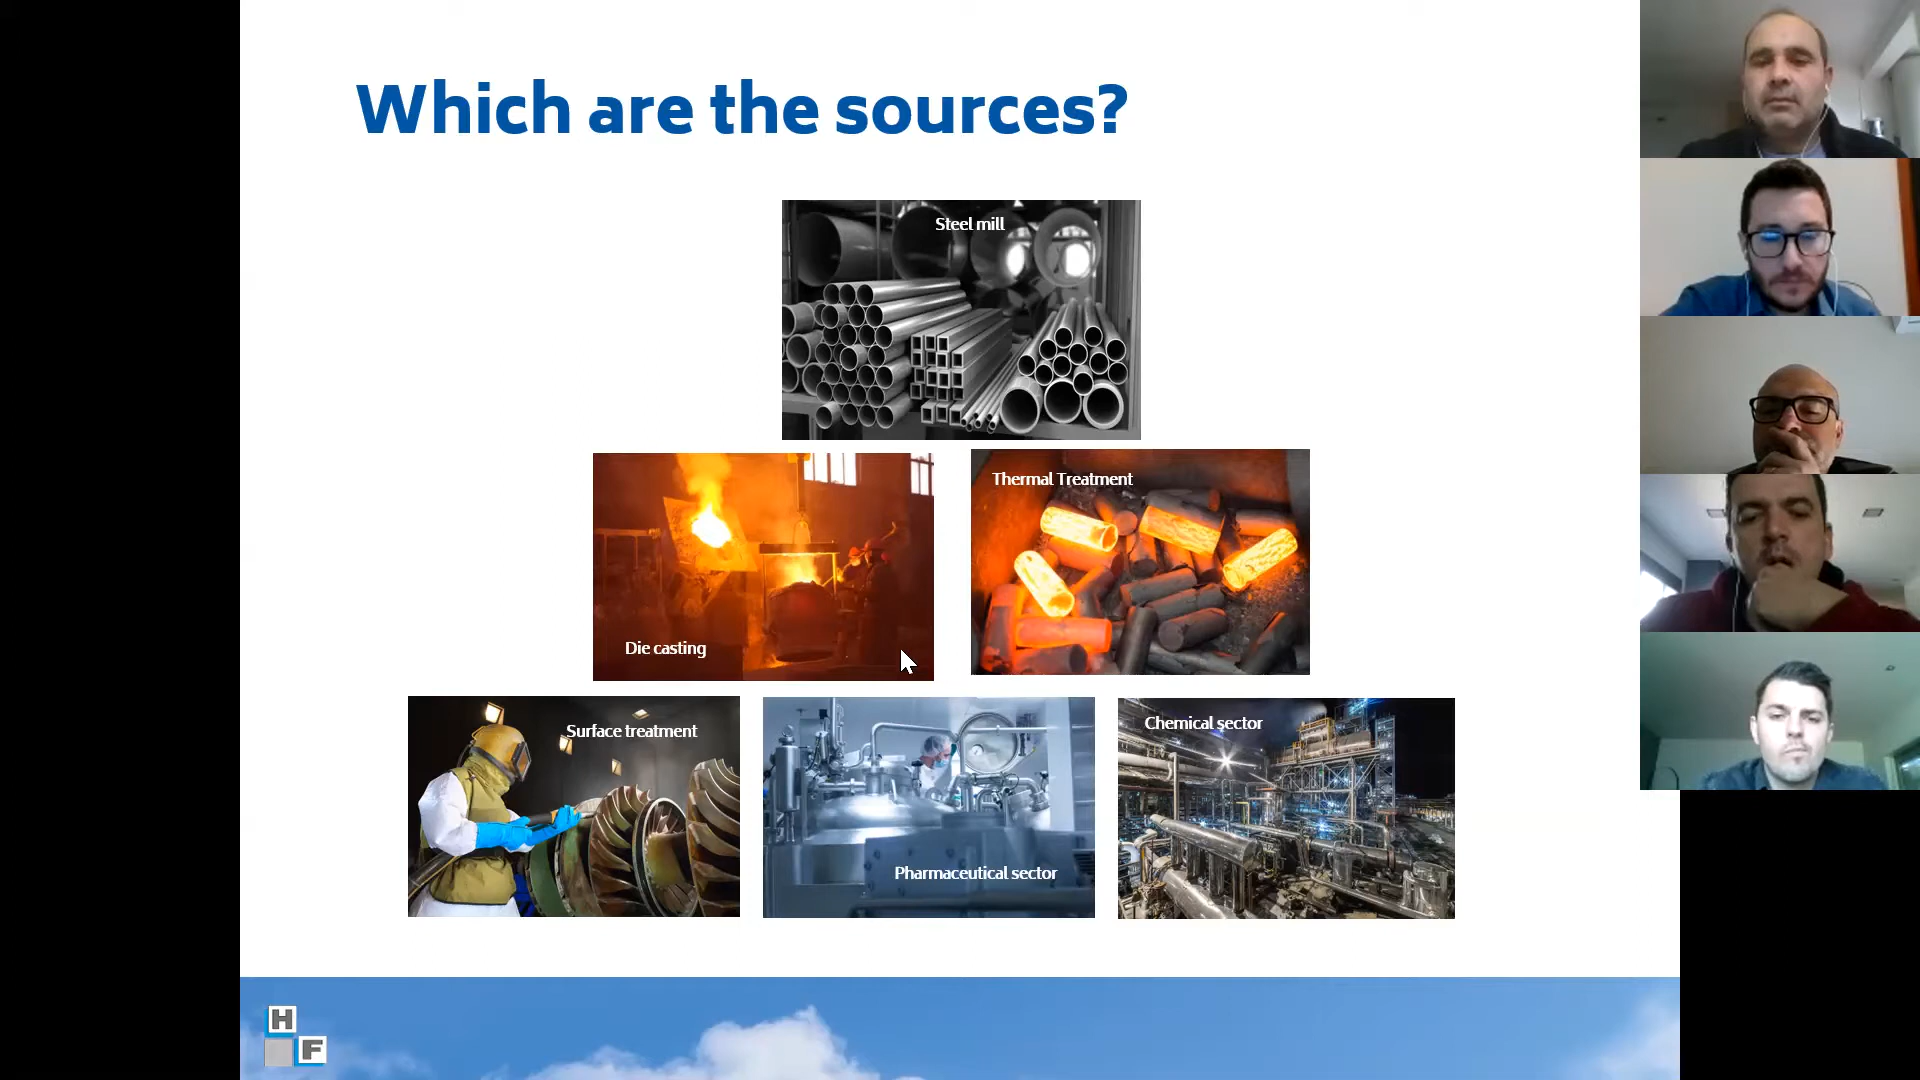 Which are the sources?
Steel mill
Die casting
Thermal Treatment
Surface treatment
Pharmaceutical sector
Chemical sector
H
F